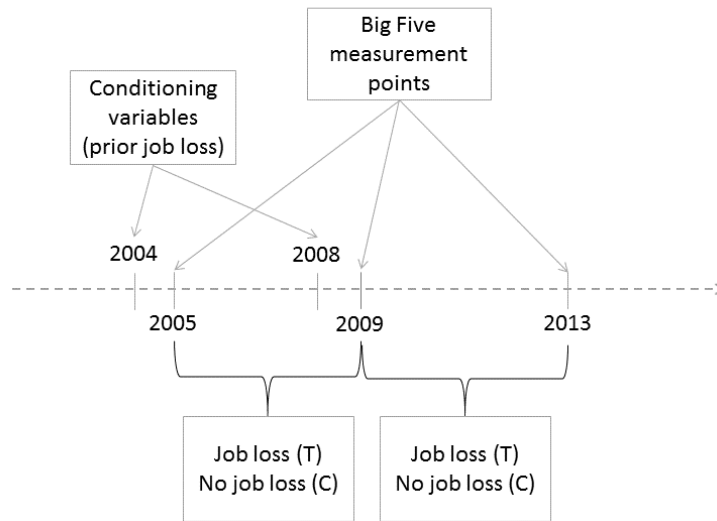 Big Five
measurement
points
Conditioning
variables
(prior job loss)
2004
2008
2005
2009
2013
Job loss (T)
No job loss (C)
Job loss (T)
No job loss (C)